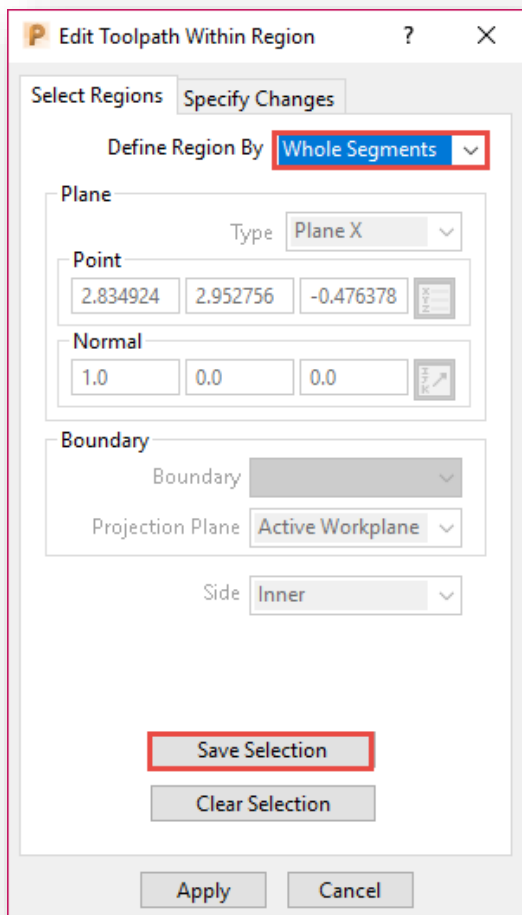 P Edit Toolpath Within Region ? X
Select Regions Specify Changes
Define Region By Whole Segments
Plane
Type Plane X
Point
2.834924 2.952756 -0.476378 XYZ
Normal
1.0 0.0 0.0 IJK
Boundary
Boundary
Projection Plane Active Workplane
Side Inner
Save Selection
Clear Selection
Apply Cancel